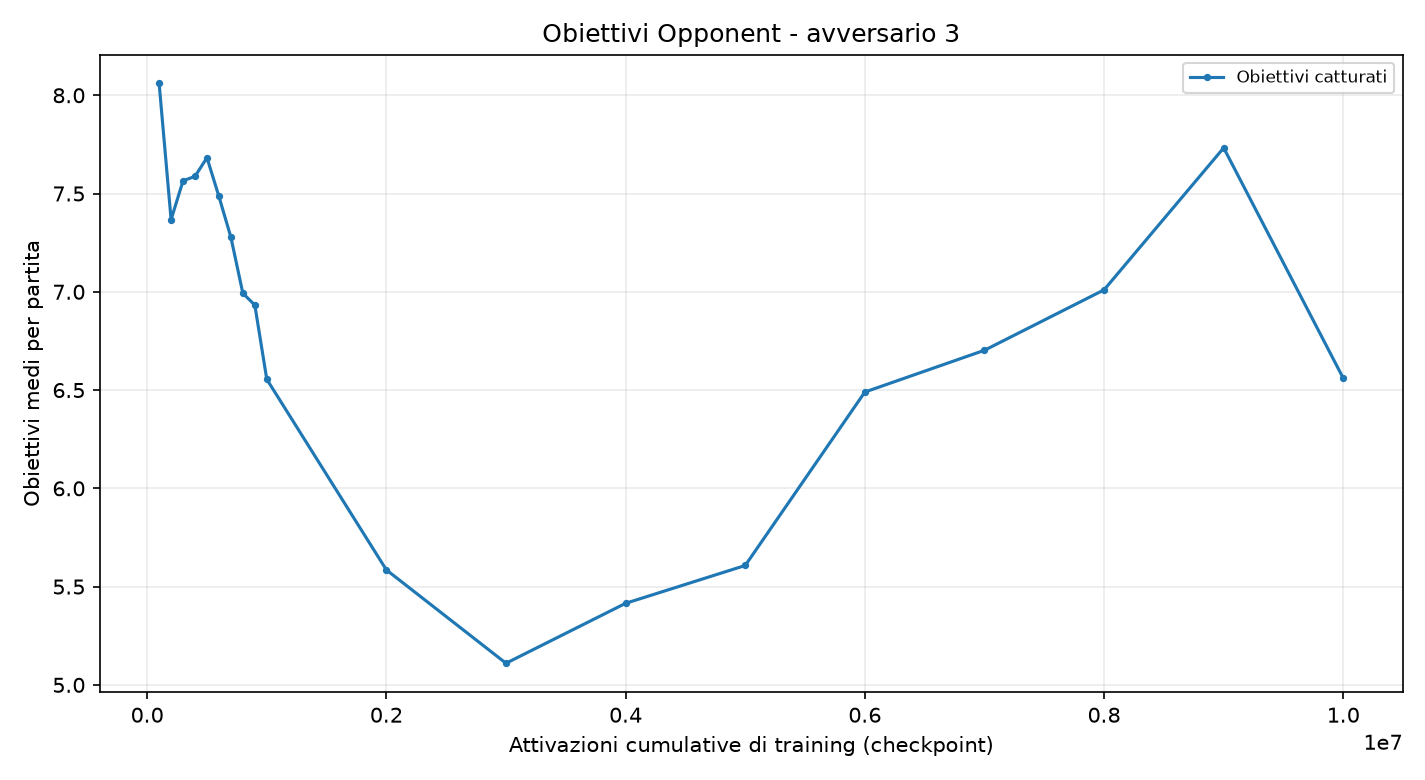 Obiettivi Opponent - avversario 3
Obiettivi catturati
Obiettivi medi per partita
8.0
7.5
7.0
6.5
6.0
5.5
5.0
0.0 0.2 0.4 0.6 0.8 1.0
1e7
Attivazioni cumulative di training (checkpoint)